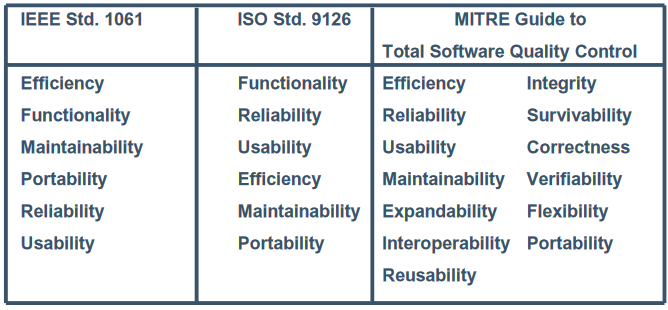 IEEE Std. 1061
ISO Std. 9126
MITRE Guide to
Total Software Quality Control
Efficiency
Functionality
Maintainability
Portability
Reliability
Usability
Functionality
Reliability
Usability
Efficiency
Maintainability
Portability
Efficiency
Reliability
Usability
Maintainability
Expandability
Interoperability
Reusability
Integrity
Survivability
Correctness
Verifiability
Flexibility
Portability